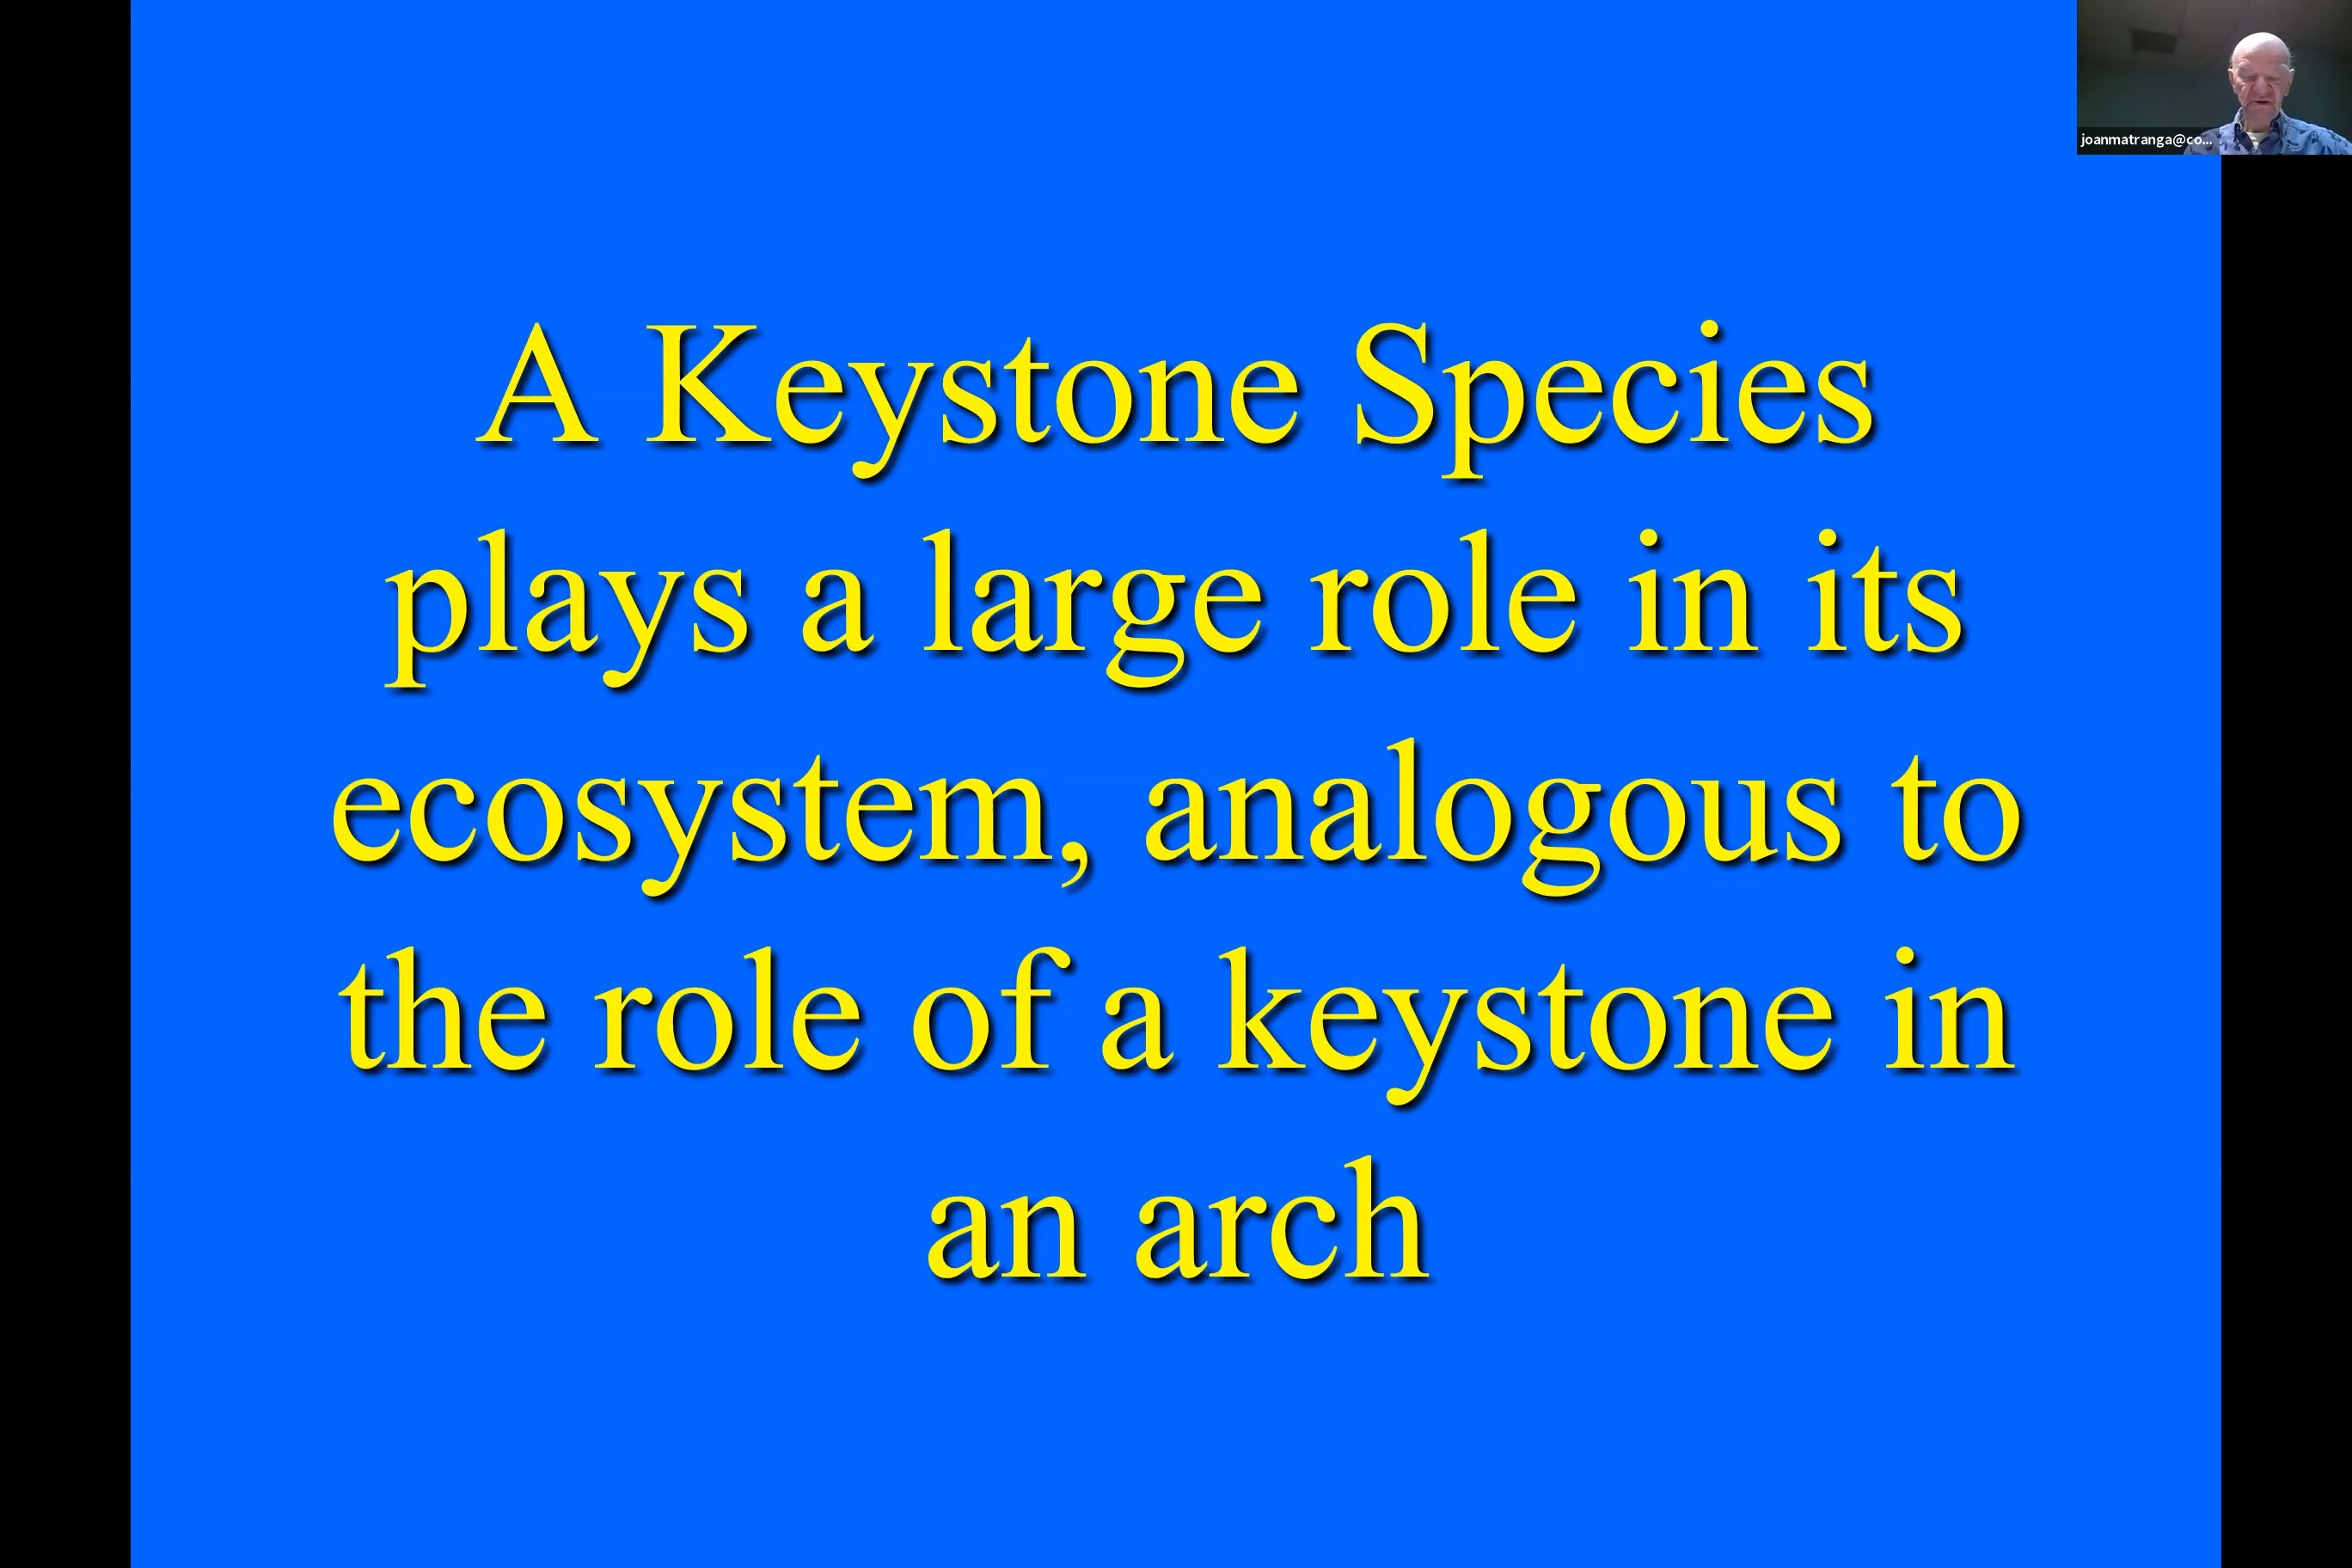 joanmatranga@co...
A Keystone Species
plays a large role in its
ecosystem, analogous to
the role of a keystone in
an arch